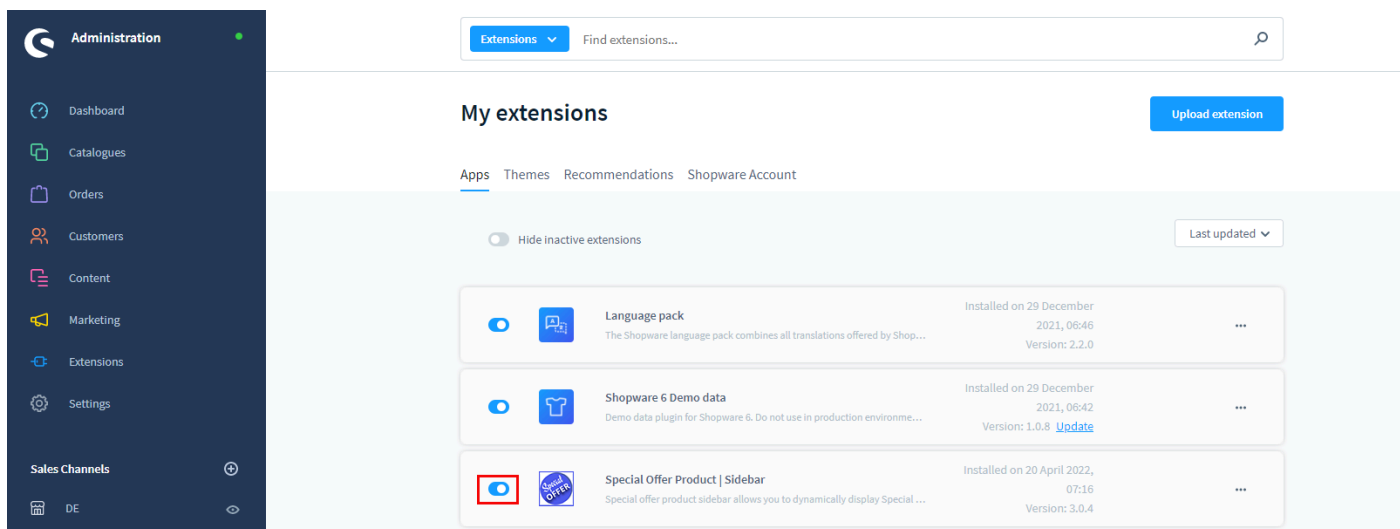 Administration
Dashboard
Catalogues
Orders
Customers
Content
Marketing
Extensions
Settings
Sales Channels
DE
Extensions
Find extensions...
My extensions
Upload extension
Apps Themes Recommendations Shopware Account
Hide inactive extensions
Last updated
Language pack
The Shopware language pack combines all translations offered by Shop...
Installed on 29 December
2021, 06:46
Version: 2.2.0
Shopware 6 Demo data
Demo data plugin for Shopware 6. Do not use in production environme...
Installed on 29 December
2021, 06:42
Version: 1.0.8 Update
Special OFFER
Special Offer Product | Sidebar
Special offer product sidebar allows you to dynamically display Special ...
Installed on 20 April 2022,
07:16
Version: 3.0.4